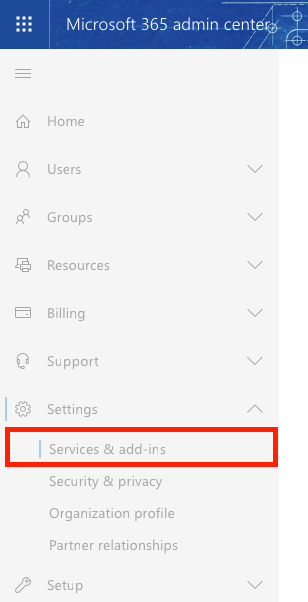 Microsoft 365 admin center
Home
Users
Groups
Resources
Billing
Support
Settings
Services & add-ins
Security & privacy
Organization profile
Partner relationships
Setup